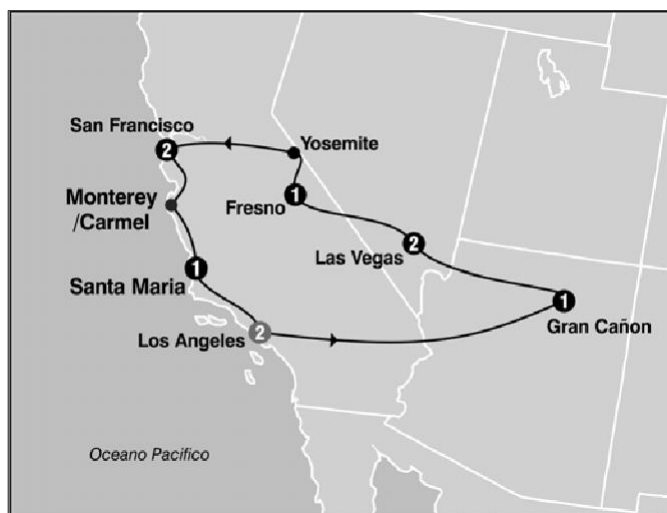 San Francisco
2
Yosemite
Monterey
/Carmel
Fresno
1
Las Vegas
2
1
Santa Maria
1
Gran Cañon
Los Angeles
2
Oceano Pacifico